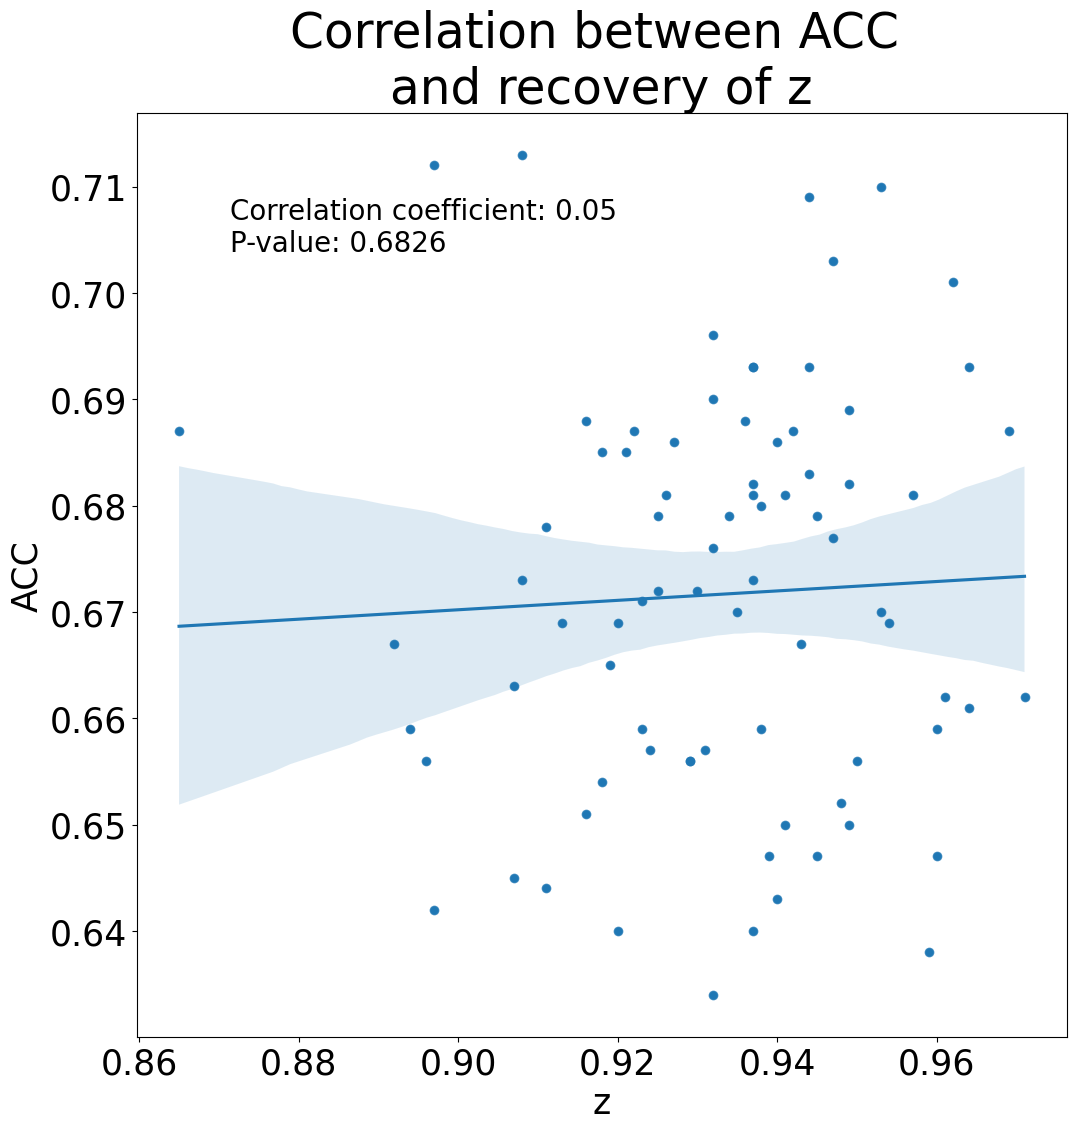 Correlation between ACC
and recovery of z
Correlation coefficient: 0.05
P-value: 0.6826
0.71
0.70
0.69
0.68
0.67
0.66
0.65
0.64
ACC
0.86 0.88 0.90 0.92 0.94 0.96
z